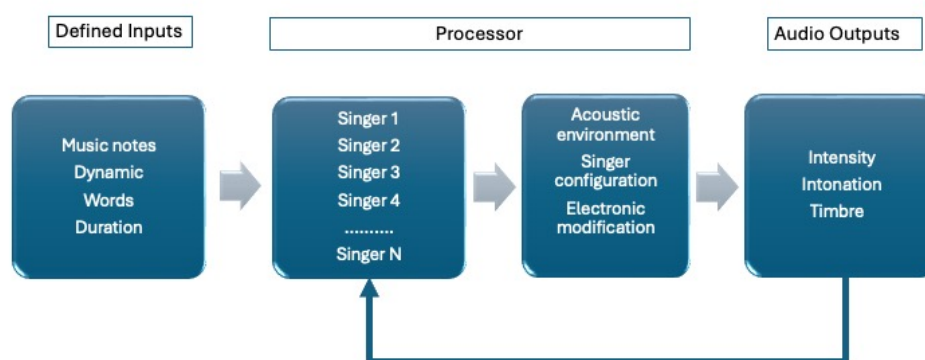 Defined Inputs
Processor
Audio Outputs
Music notes
Dynamic
Words
Duration
Singer 1
Singer 2
Singer 3
Singer 4
..........
Singer N
Acoustic
environment
Singer
configuration
Electronic
modification
Intensity
Intonation
Timbre